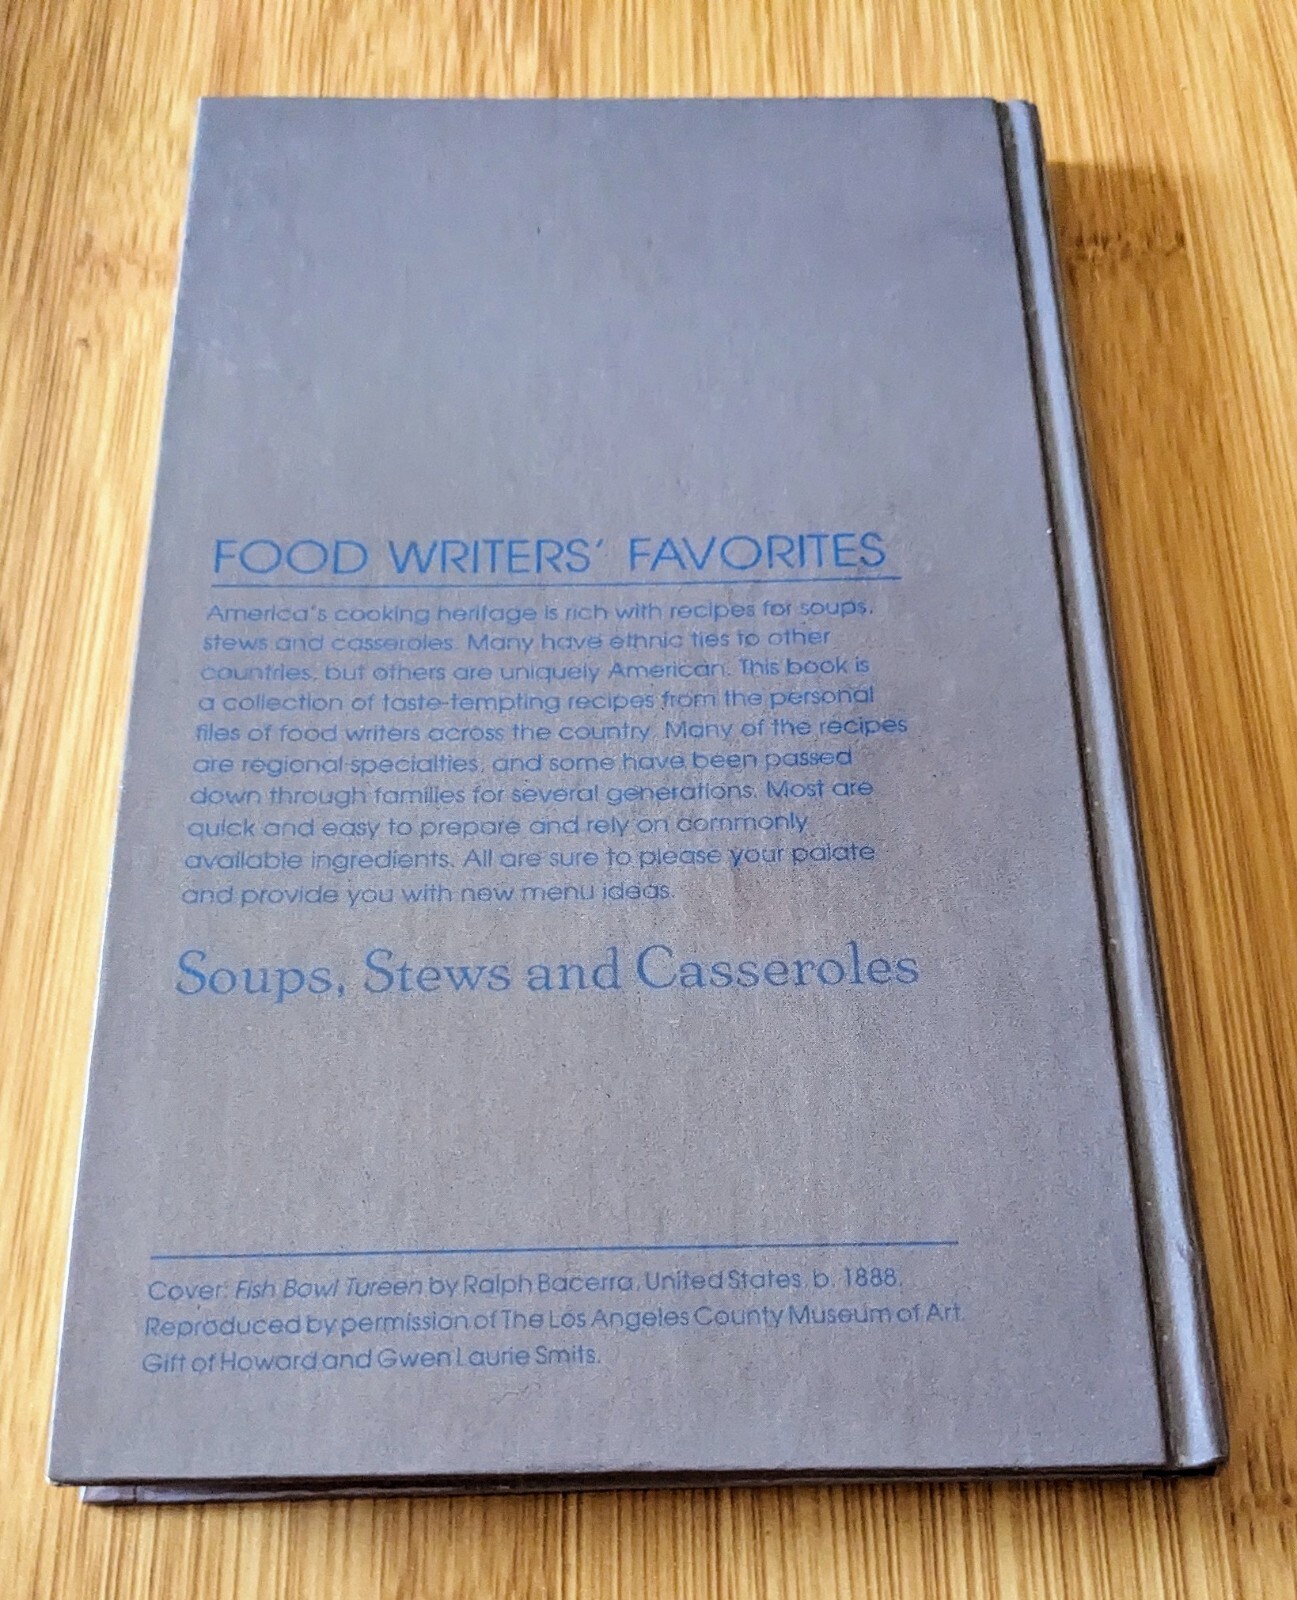 FOOD WRITERS' FAVORITES
America's cooking heritage is rich with recipes for soups,
stews and casseroles. Many have ethnic ties to other
countries, but others are uniquely American. This book is
a collection of taste-tempting recipes from the personal
files of food writers across the country. Many of the recipes
are regional specialties, and some have been passed
down through families for several generations. Most are
quick and easy to prepare and rely on commonly
available ingredients. All are sure to please your palate
and provide you with new menu ideas.
Soups, Stews and Casseroles
Cover: Fish Bowl Tureen by Ralph Bacerra, United States, b. 1888.
Reproduced by permission of The Los Angeles County Museum of Art.
Gift of Howard and Gwen Laurie Smits.